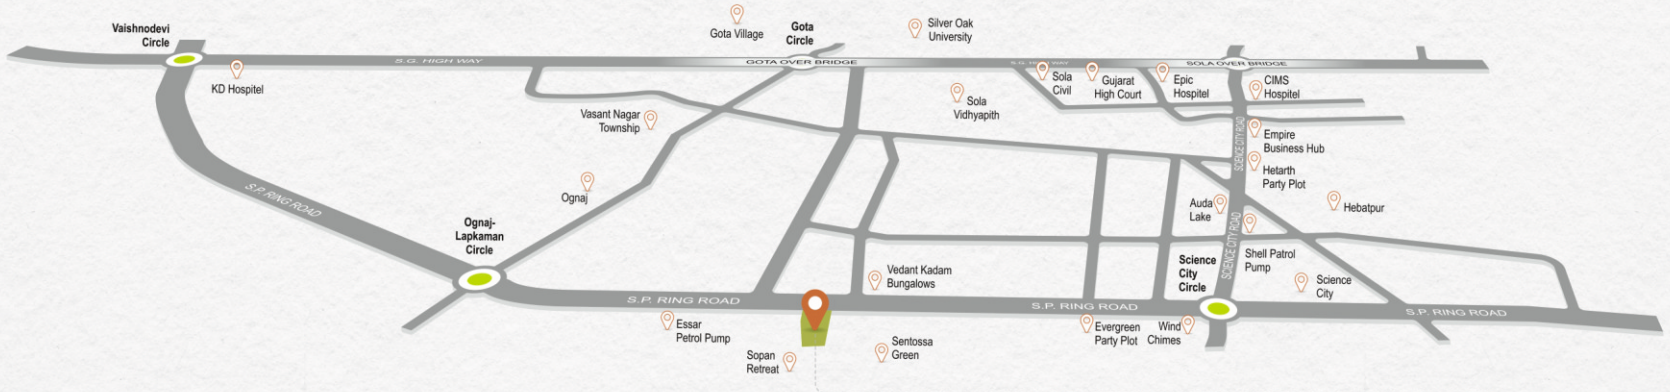 Vaishnodevi
Circle
KD Hospitel
S.G. HIGH WAY
Gota Village
Gota
Circle
Silver Oak
University
GOTA OVER BRIDGE
S.G. HIGH WAY
SOLA OVER BRIDGE
Sola
Civil
Gujarat
High Court
Epic
Hospitel
CIMS
Hospitel
Vasant Nagar
Township
Sola
Vidhyapith
Empire
Business Hub
SCIENCE CITY ROAD
Hetarth
Party Plot
S.P. RING ROAD
Ognaj
Auda
Lake
Hebatpur
Ognaj-
Lapkaman
Circle
SCIENCE CITY ROAD
Shell Patrol
Pump
Science
City
Circle
Science
City
Vedant Kadam
Bungalows
S.P. RING ROAD
S.P. RING ROAD
S.P. RING ROAD
Essar
Petrol Pump
Evergreen
Party Plot
Wind
Chimes
Sopan
Retreat
Sentossa
Green